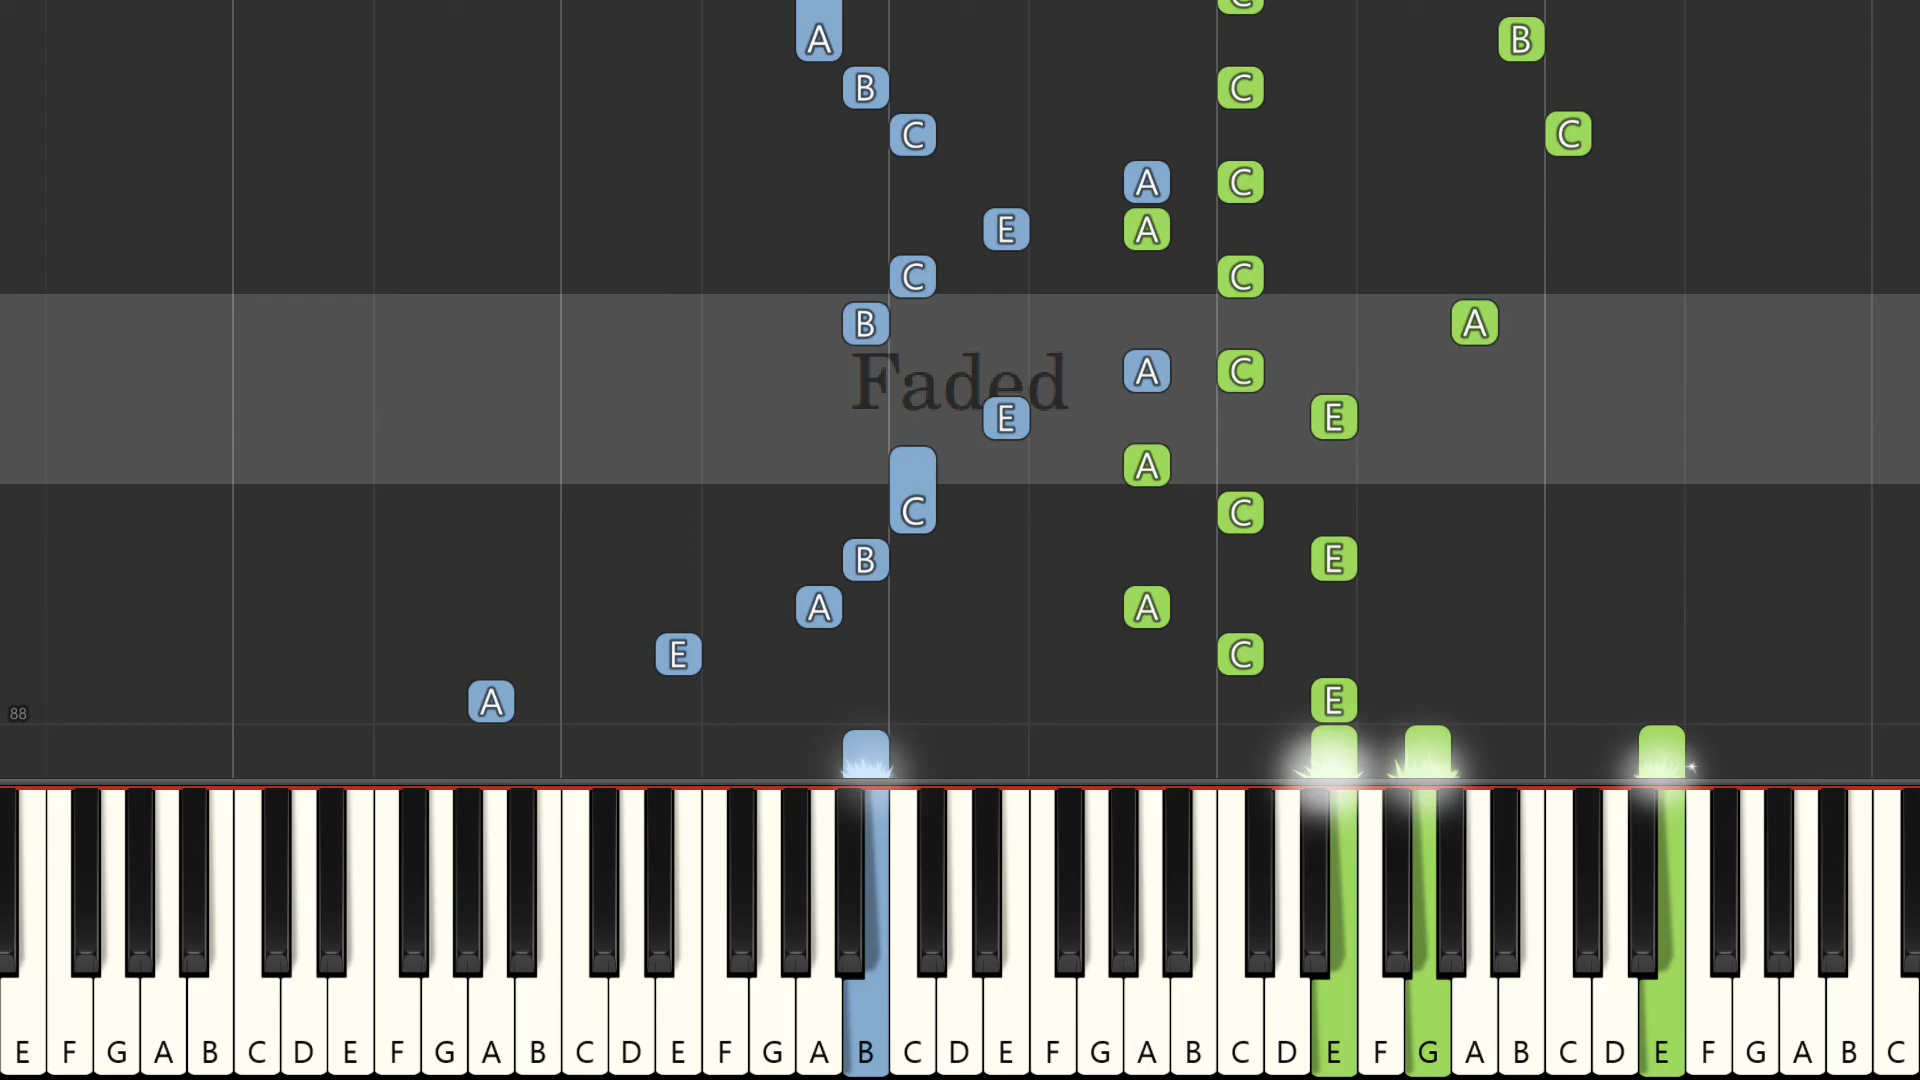 C
A B
B C
C C
A C
E A
C C
B A
Faded
A C
E E
A
C C
B E
A A
E C
A E
88
E F G A B C D E F G A B C D E F G A B C D E F G A B C D E F G A B C D E F G A B C